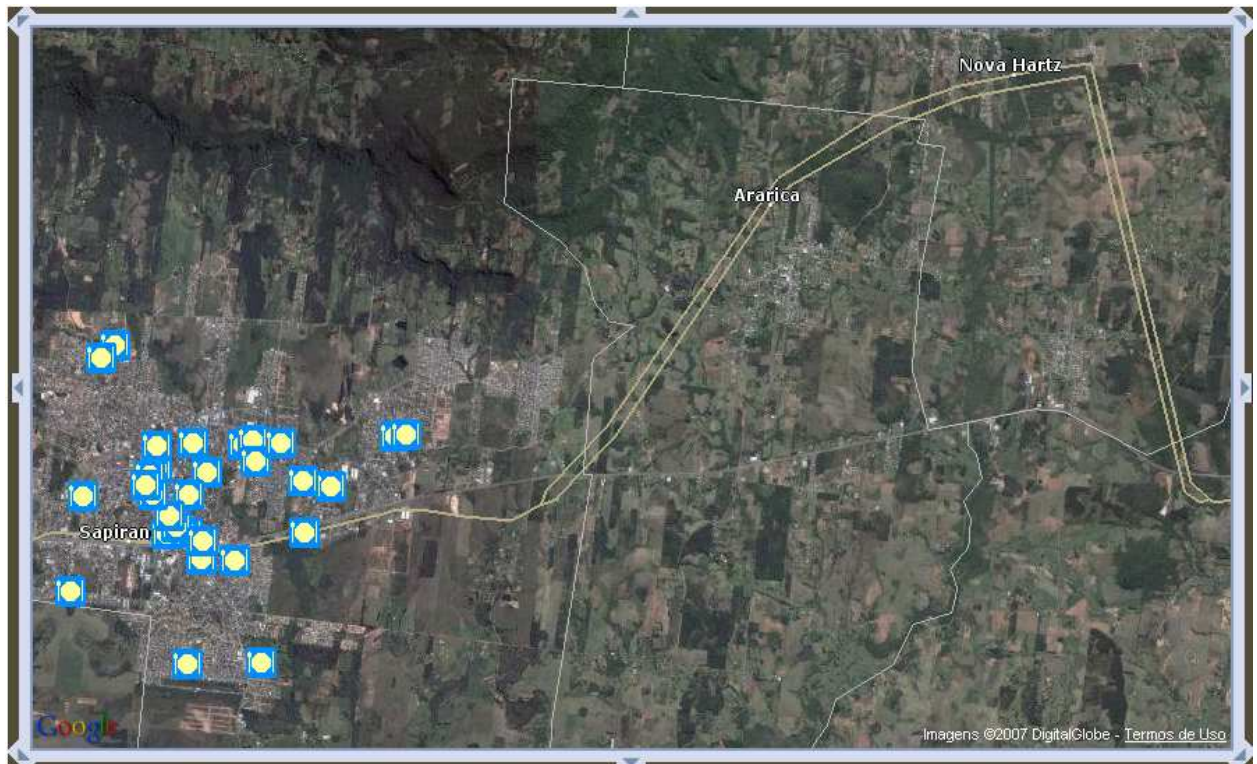 Nova Hartz
Ararica
Sapiran
Google
Imagens ©2007 DigitalGlobe - Termos de Uso